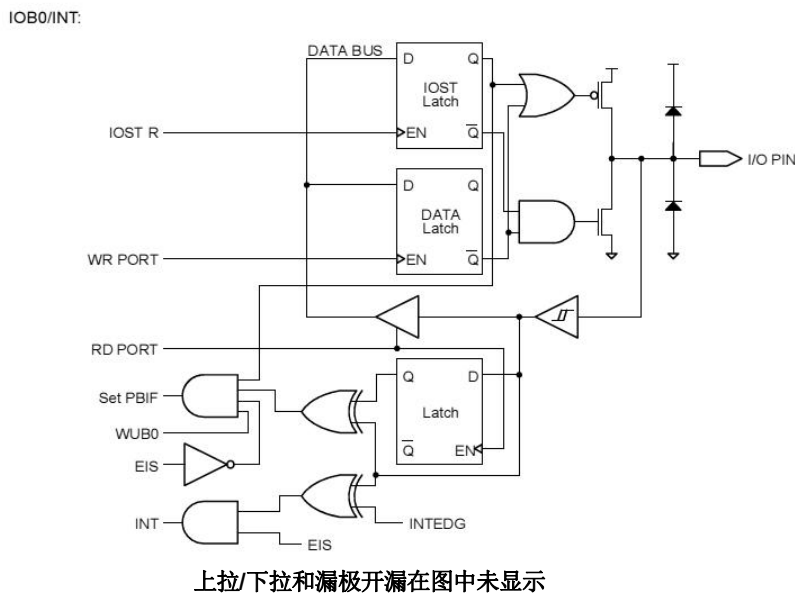 IOB0/INT:
DATA BUS
D Q
IOST
Latch
IOST R
EN Q
I/O PIN
D Q
DATA
Latch
WR PORT
EN Q
RD PORT
Q D
Set PBIF
Latch
WUB0
Q EN
EIS
INT
INTEDG
EIS
上拉/下拉和漏极开漏在图中未显示